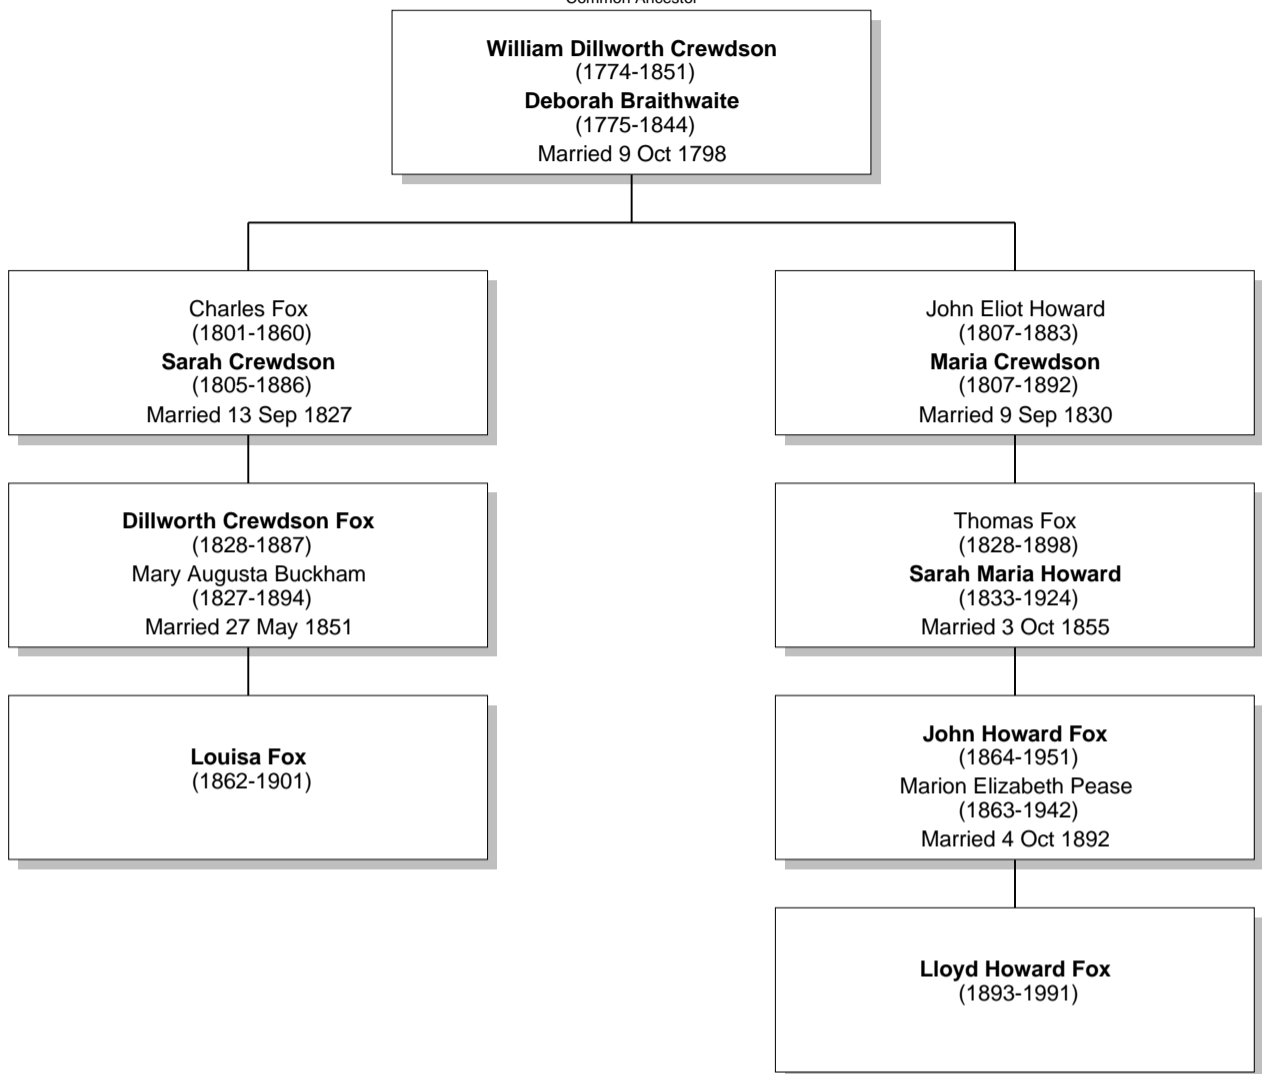 Common Ancestor
William Dillworth Crewdson
(1774-1851)
Deborah Braithwaite
(1775-1844)
Married 9 Oct 1798
Charles Fox
(1801-1860)
Sarah Crewdson
(1805-1886)
Married 13 Sep 1827
John Eliot Howard
(1807-1883)
Maria Crewdson
(1807-1892)
Married 9 Sep 1830
Dillworth Crewdson Fox
(1828-1887)
Mary Augusta Buckham
(1827-1894)
Married 27 May 1851
Thomas Fox
(1828-1898)
Sarah Maria Howard
(1833-1924)
Married 3 Oct 1855
Louisa Fox
(1862-1901)
John Howard Fox
(1864-1951)
Marion Elizabeth Pease
(1863-1942)
Married 4 Oct 1892
Lloyd Howard Fox
(1893-1991)